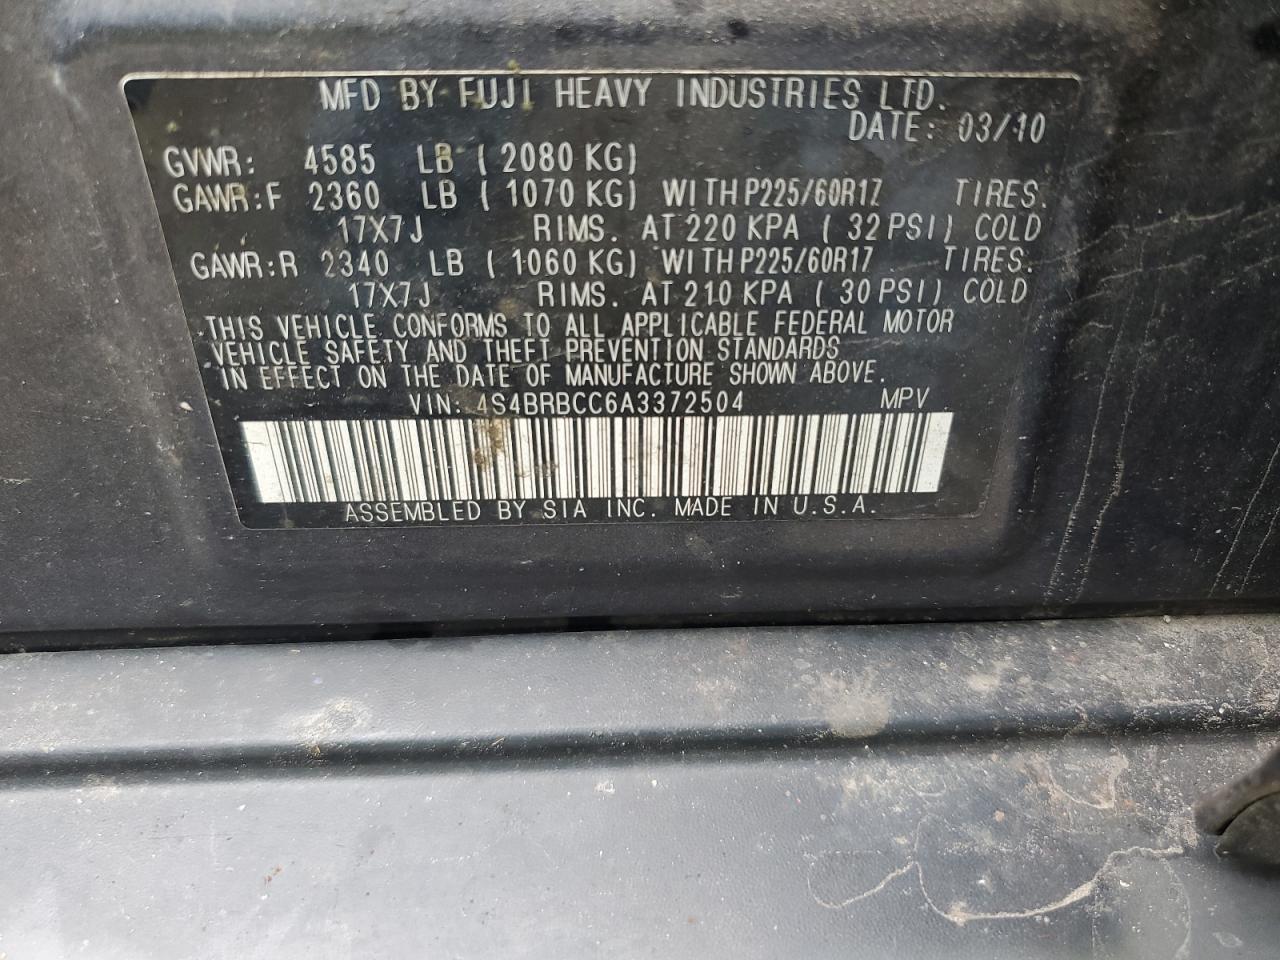 MFD BY FUJI HEAVY INDUSTRIES LTD.
DATE: 03/10
GVWR: 4585 LB ( 2080 KG)
GAWR:F 2360 LB ( 1070 KG) WITH P225/60R17 TIRES.
17X7J RIMS. AT 220 KPA ( 32 PSI) COLD
GAWR:R 2340 LB ( 1060 KG) WITH P225/60R17 TIRES.
17X7J RIMS. AT 210 KPA ( 30 PSI) COLD
THIS VEHICLE CONFORMS TO ALL APPLICABLE FEDERAL MOTOR
VEHICLE SAFETY AND THEFT PREVENTION STANDARDS
IN EFFECT ON THE DATE OF MANUFACTURE SHOWN ABOVE.
VIN: 4S4BRBCC6A3372504 MPV
ASSEMBLED BY SIA INC. MADE IN U.S.A.